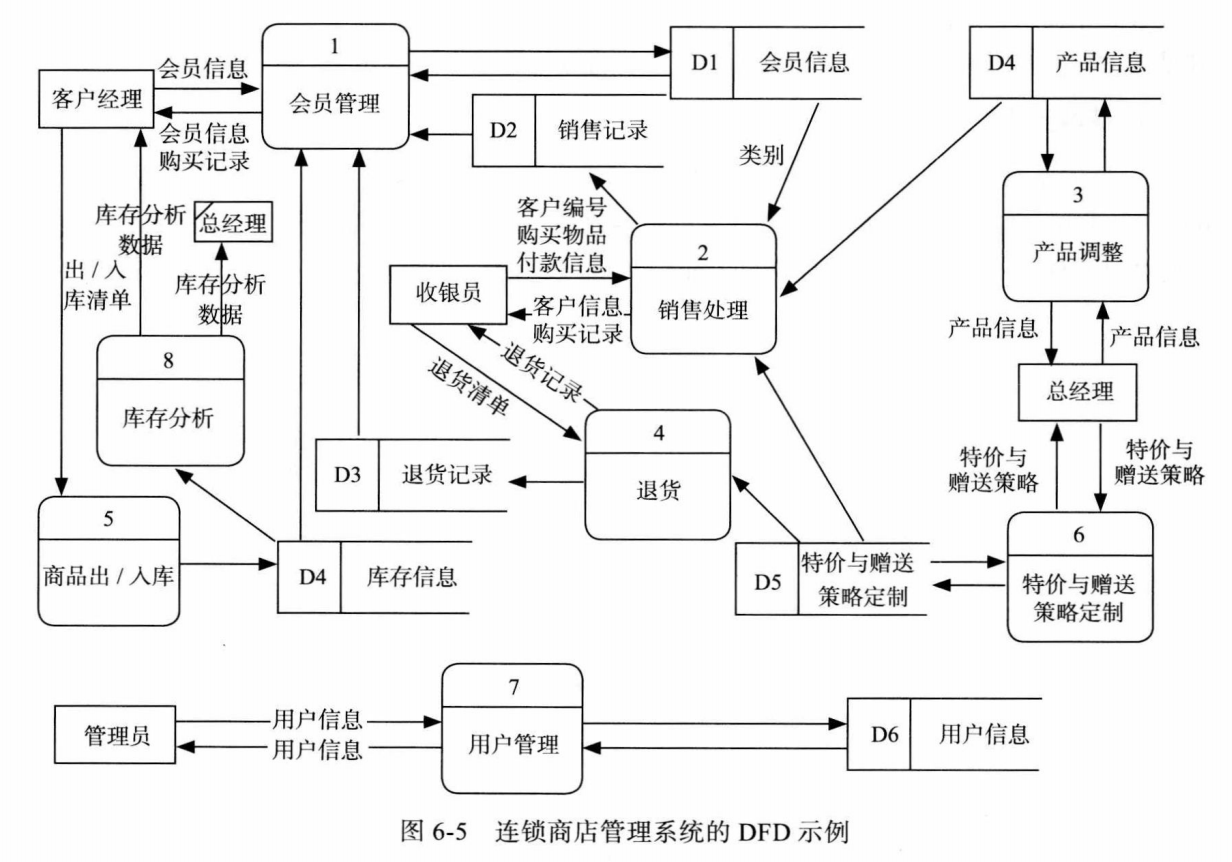 1
会员管理
D1
会员信息
D4
产品信息
客户经理
会员信息
会员信息
购买记录
D2
销售记录
类别
3
产品调整
库存分析
数据
总经理
库存分析
数据
出 / 入
库清单
客户编号
购买物品
付款信息
2
销售处理
收银员
客户信息
购买记录
产品信息
产品信息
8
库存分析
退货记录
退货清单
总经理
4
退货
D3
退货记录
特价与
赠送策略
特价与
赠送策略
5
商品出 / 入库
D4
库存信息
D5
特价与赠送
策略定制
6
特价与赠送
策略定制
7
用户管理
管理员
用户信息
用户信息
D6
用户信息
图 6-5 连锁商店管理系统的 DFD 示例